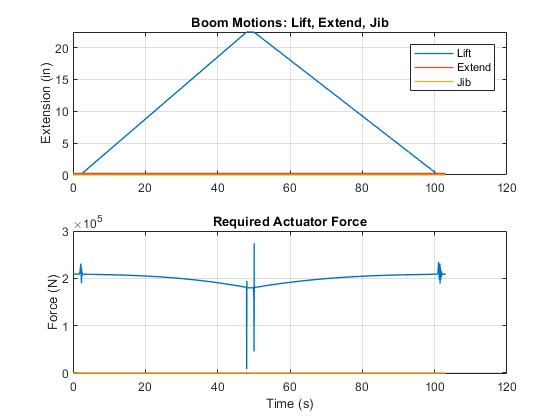 Boom Motions: Lift, Extend, Jib
Extension (in)
20
15
10
5
0
Lift
Extend
Jib
0 20 40 60 80 100 120
Required Actuator Force
×10^5
Force (N)
3
2
1
0
0 20 40 60 80 100 120
Time (s)